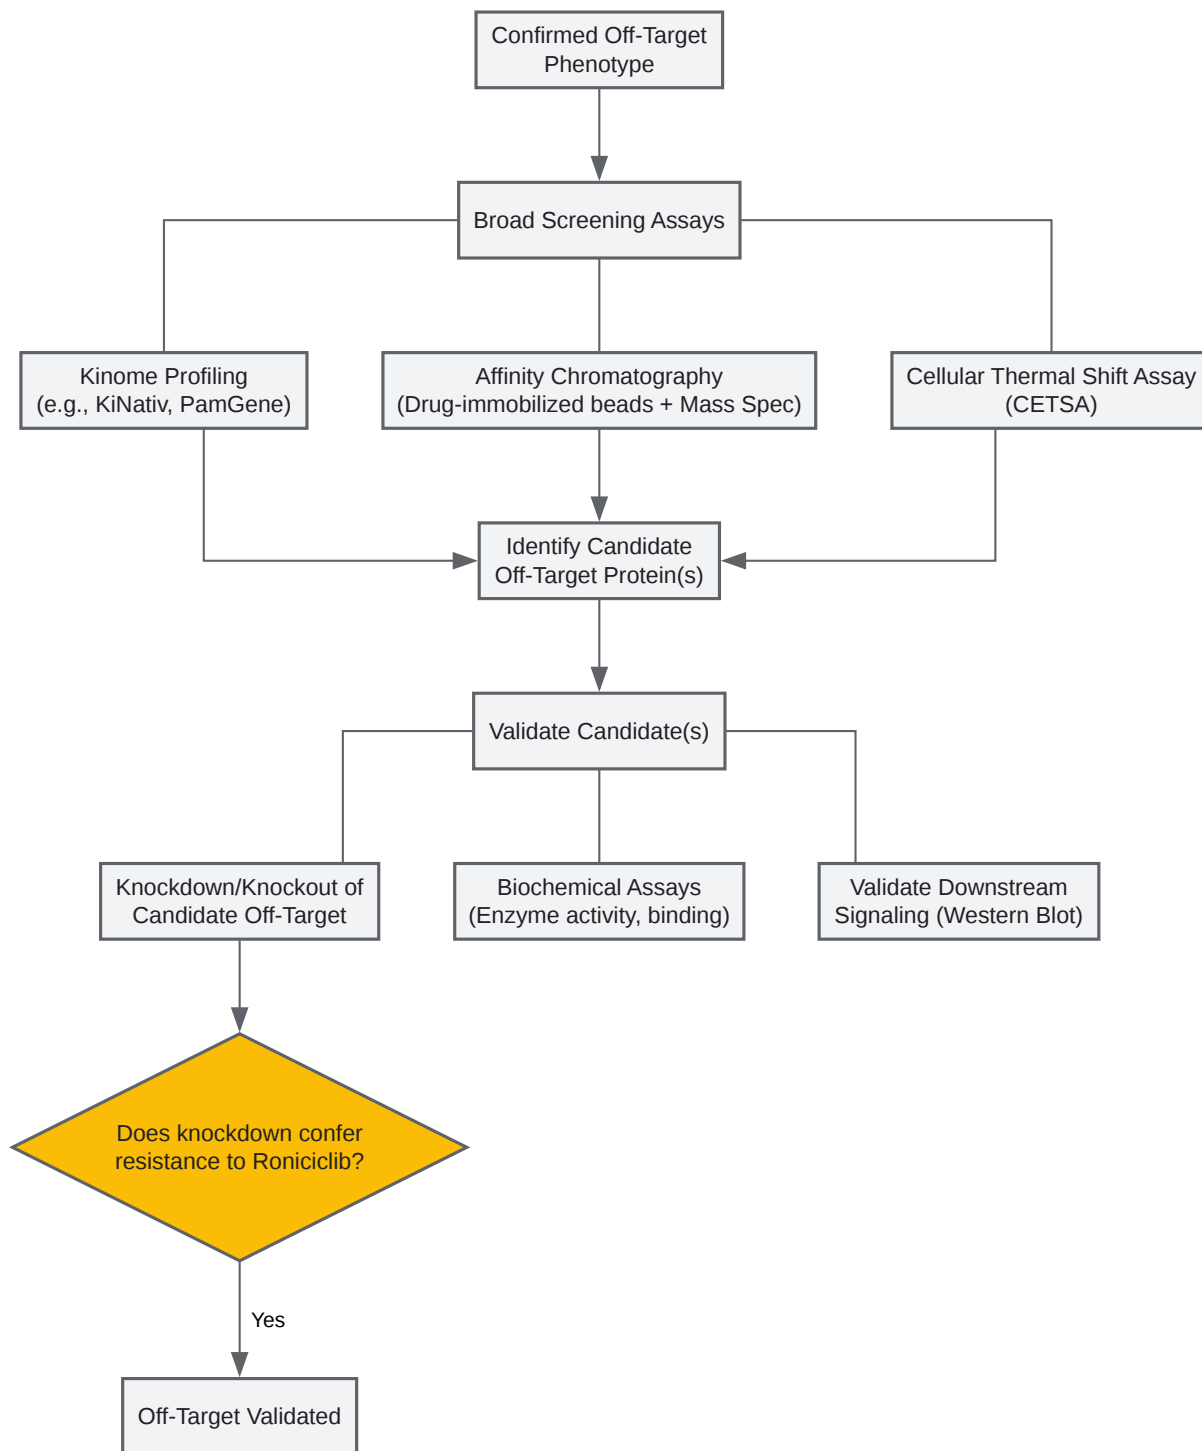 Confirmed Off-Target
Phenotype
Broad Screening Assays
Kinome Profiling
(e.g., KiNativ, PamGene)
Affinity Chromatography
(Drug-immobilized beads + Mass Spec)
Cellular Thermal Shift Assay
(CETSA)
Identify Candidate
Off-Target Protein(s)
Validate Candidate(s)
Knockdown/Knockout of
Candidate Off-Target
Biochemical Assays
(Enzyme activity, binding)
Validate Downstream
Signaling (Western Blot)
Does knockdown confer
resistance to Roniciclib?
Yes
Off-Target Validated